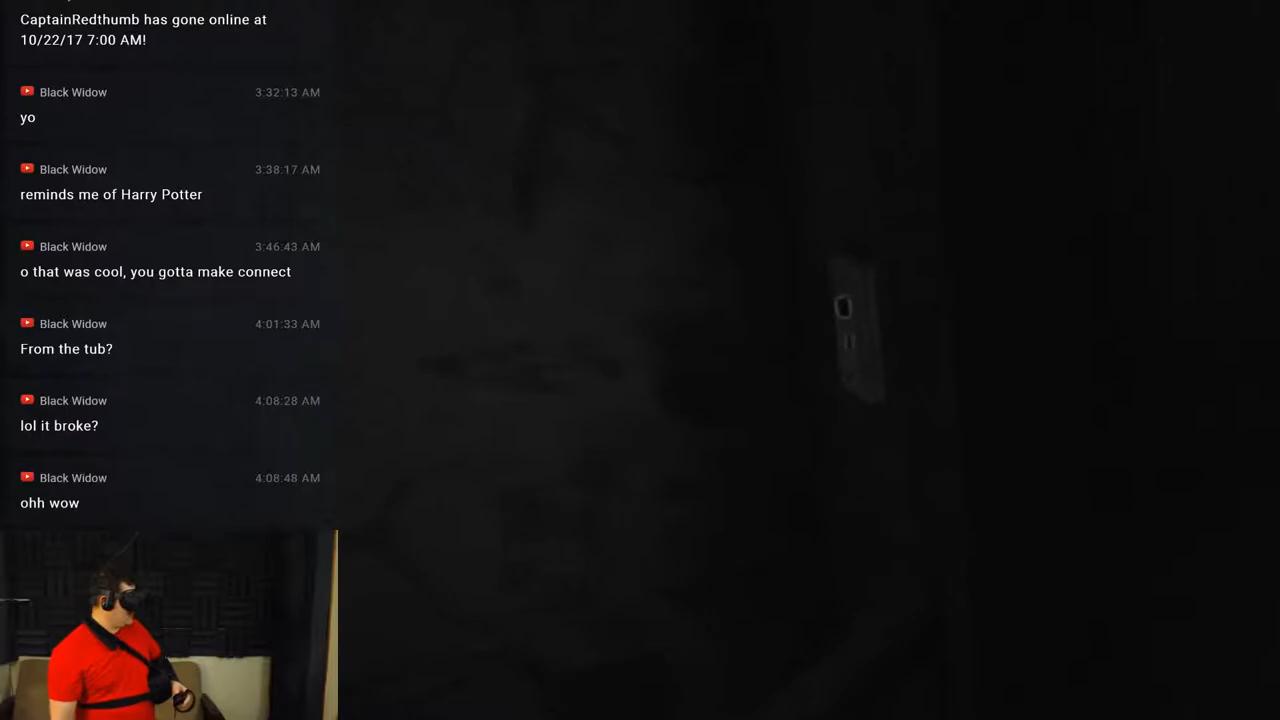 CaptainRedthumb has gone online at
10/22/17 7:00 AM!
Black Widow 3:32:13 AM
yo
Black Widow 3:38:17 AM
reminds me of Harry Potter
Black Widow 3:46:43 AM
o that was cool, you gotta make connect
Black Widow 4:01:33 AM
From the tub?
Black Widow 4:08:28 AM
lol it broke?
Black Widow 4:08:48 AM
ohh wow